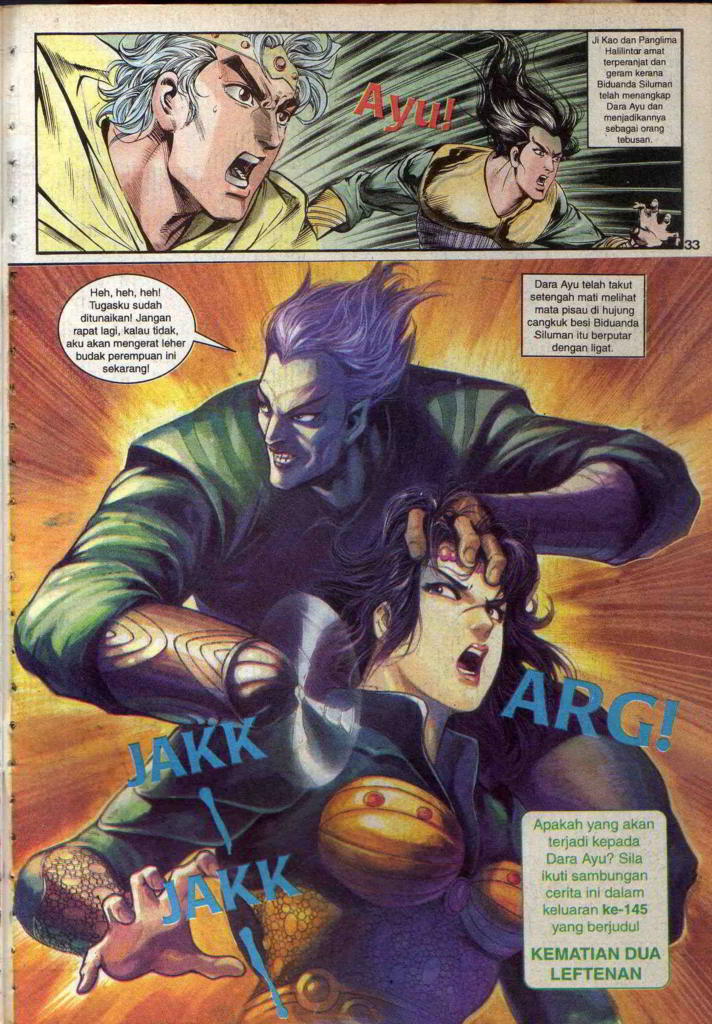 Ji Kao dan Panglima
Halilintar amat
terperanjat dan
geram kerana
Biduanda Siluman
telah menangkap
Dara Ayu dan
menjadikannya
sebagai orang
tebusan.
Ayu!
33
Heh, heh, heh!
Tugasku sudah
ditunaikan! Jangan
rapat lagi, kalau tidak,
aku akan mengerat leher
budak perempuan ini
sekarang!
Dara Ayu telah takut
setengah mati melihat
mata pisau di hujung
cangkuk besi Biduanda
Siluman itu berputar
dengan ligat.
ARG!
JAKK
JAKK
Apakah yang akan
terjadi kepada
Dara Ayu? Sila
ikuti sambungan
cerita ini dalam
keluaran ke-145
yang berjudul
KEMATIAN DUA
LEFTENAN